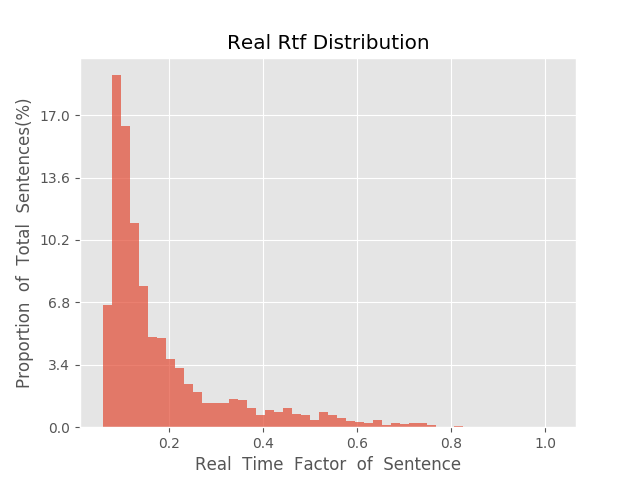 Real Rtf Distribution
Proportion of Total Sentences(%)
17.0
13.6
10.2
6.8
3.4
0.0
0.2 0.4 0.6 0.8 1.0
Real Time Factor of Sentence